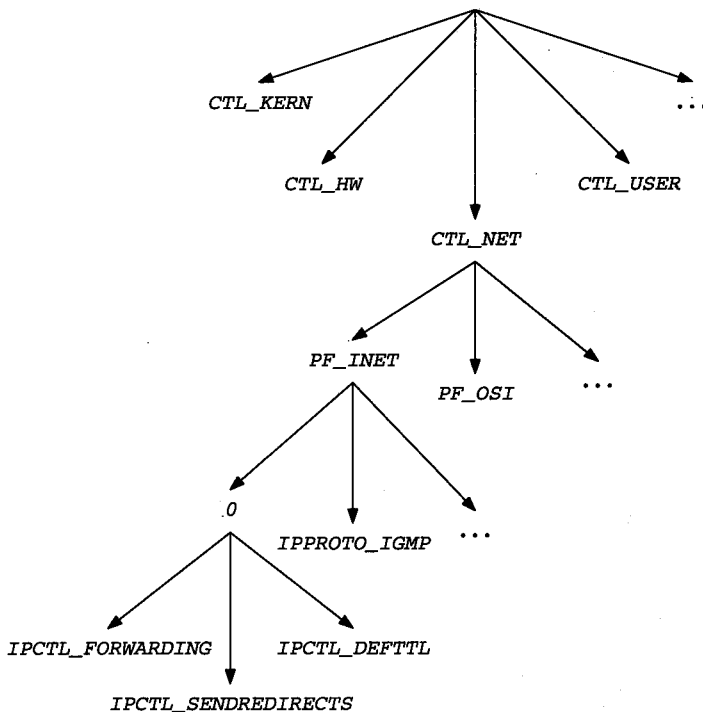 CTL_KERN
...
CTL_HW
CTL_USER
CTL_NET
PF_INET
PF_OSI
...
0
IPPROTO_IGMP
...
IPCTL_FORWARDING
IPCTL_DEFTTL
IPCTL_SENDREDIRECTS